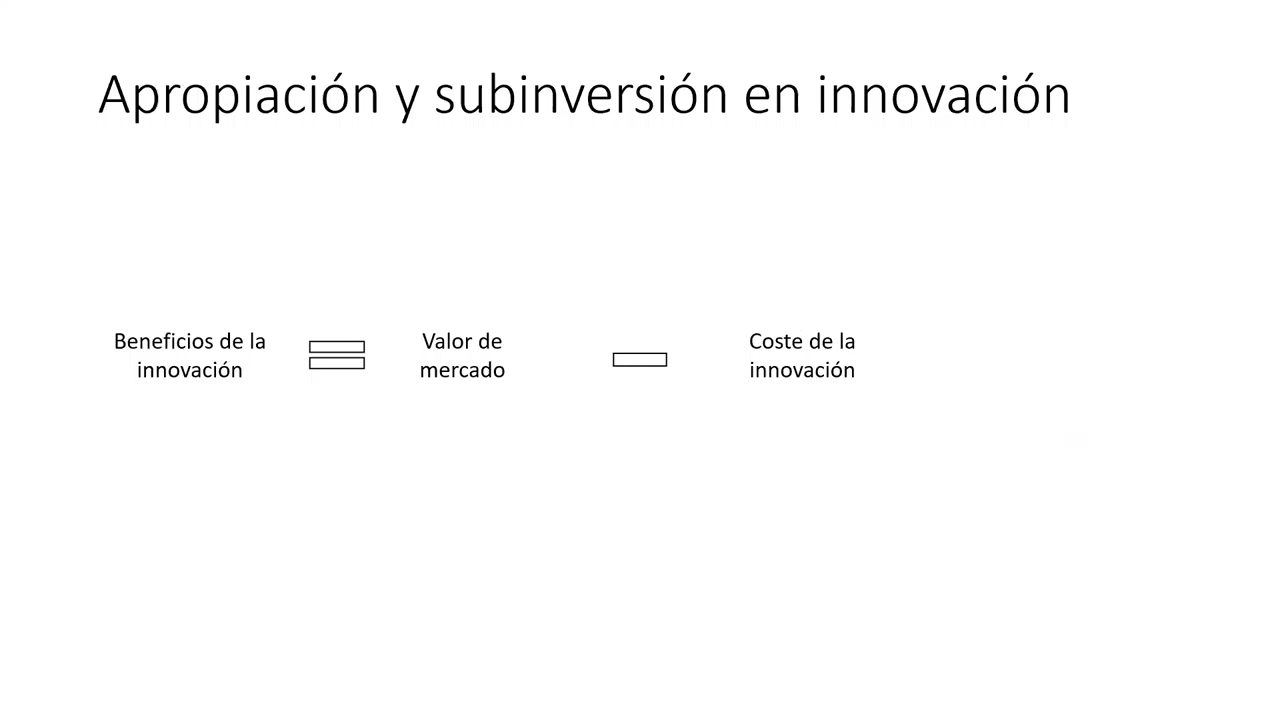 Apropiación y subinversión en innovación
Beneficios de la
innovación
Valor de
mercado
Coste de la
innovación